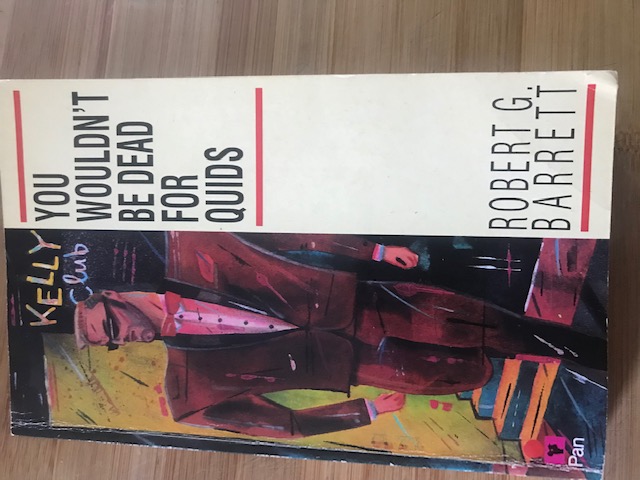 YOU
WOULDN'T
BE DEAD
FOR
QUIDS
ROBERT G.
BARRETT
KELLY
Club
Pan